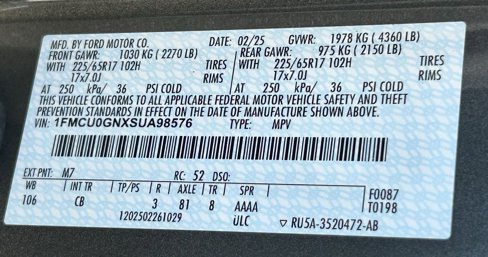 MFD. BY FORD MOTOR CO. DATE: 02/25 GVWR: 1978 KG ( 4360 LB)
FRONT GAWR: 1030 KG ( 2270 LB) REAR GAWR: 975 KG ( 2150 LB)
WITH 225/65R17 102H TIRES WITH 225/65R17 102H TIRES
17x7.0J RIMS 17x7.0J RIMS
AT 250 kPa/ 36 PSI COLD AT 250 kPa/ 36 PSI COLD
THIS VEHICLE CONFORMS TO ALL APPLICABLE FEDERAL MOTOR VEHICLE SAFETY AND THEFT
PREVENTION STANDARDS IN EFFECT ON THE DATE OF MANUFACTURE SHOWN ABOVE.
VIN: 1FMCU0GNXSUA98576 TYPE: MPV
EXT PNT: M7 RC: 52 DSO:
WB INT TR TP/PS R AXLE TR SPR F0087
106 CB 3 81 8 AAAA T0198
1202502261029 ULC ▽ RU5A-3520472-AB